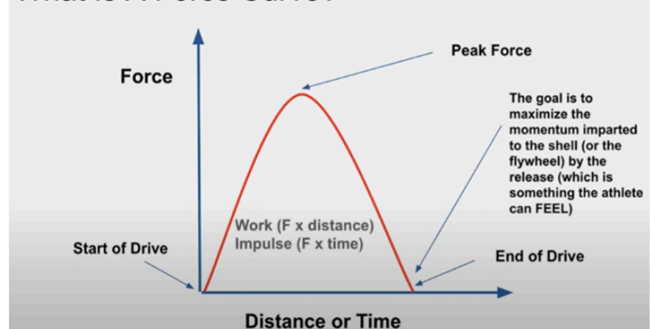 Peak Force
Force
The goal is to
maximize the
momentum imparted
to the shell (or the
flywheel) by the
release (which is
something the athlete
can FEEL)
Work (F x distance)
Impulse (F x time)
Start of Drive
End of Drive
Distance or Time